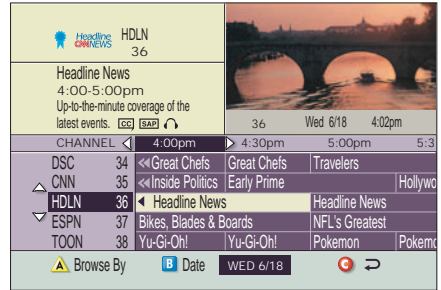 Headline
CNNEWS
HDLN
36
Headline News
4:00-5:00pm
Up-to-the-minute coverage of the
latest events. CC SAP
36 Wed 6/18 4:02pm
CHANNEL 4:00pm 4:30pm 5:00pm 5:3
DSC 34 Great Chefs Great Chefs Travelers
CNN 35 Inside Politics Early Prime Hollywo
HDLN 36 Headline News Headline News
ESPN 37 Bikes, Blades & Boards NFL's Greatest
TOON 38 Yu-Gi-Oh! Yu-Gi-Oh! Pokemon Pokemo
A Browse By B Date WED 6/18 C